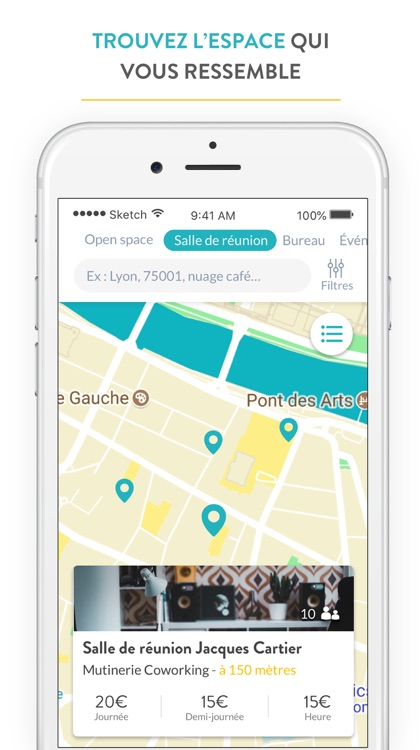 TROUVEZ L'ESPACE QUI
VOUS RESSEMBLE
Sketch 9:41 AM 100%
Open space Salle de réunion Bureau Évén
Ex : Lyon, 75001, nuage café...
Filtres
e Gauche Pont des Arts
10
Salle de réunion Jacques Cartier
Mutinerie Coworking - à 150 mètres
20€ 15€ 15€
Journée Demi-journée Heure